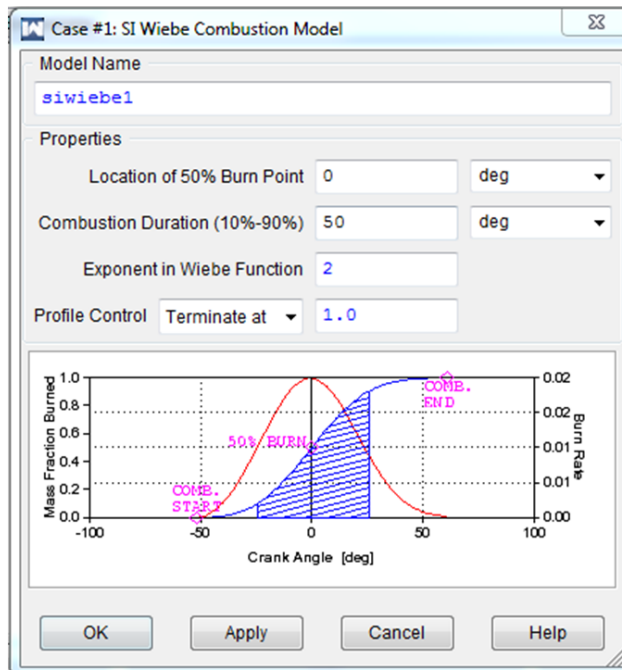 Case #1: SI Wiebe Combustion Model
Model Name
siwiebe1
Properties
Location of 50% Burn Point 0 deg
Combustion Duration (10%-90%) 50 deg
Exponent in Wiebe Function 2
Profile Control Terminate at 1.0
Mass Fraction Burned
1.0
0.8
0.6
0.4
0.2
0.0
50% BURN
COMB.
START
COMB.
END
0.02
0.02
0.01
0.01
0.00
Burn Rate
-100 -50 0 50 100
Crank Angle [deg]
OK Apply Cancel Help